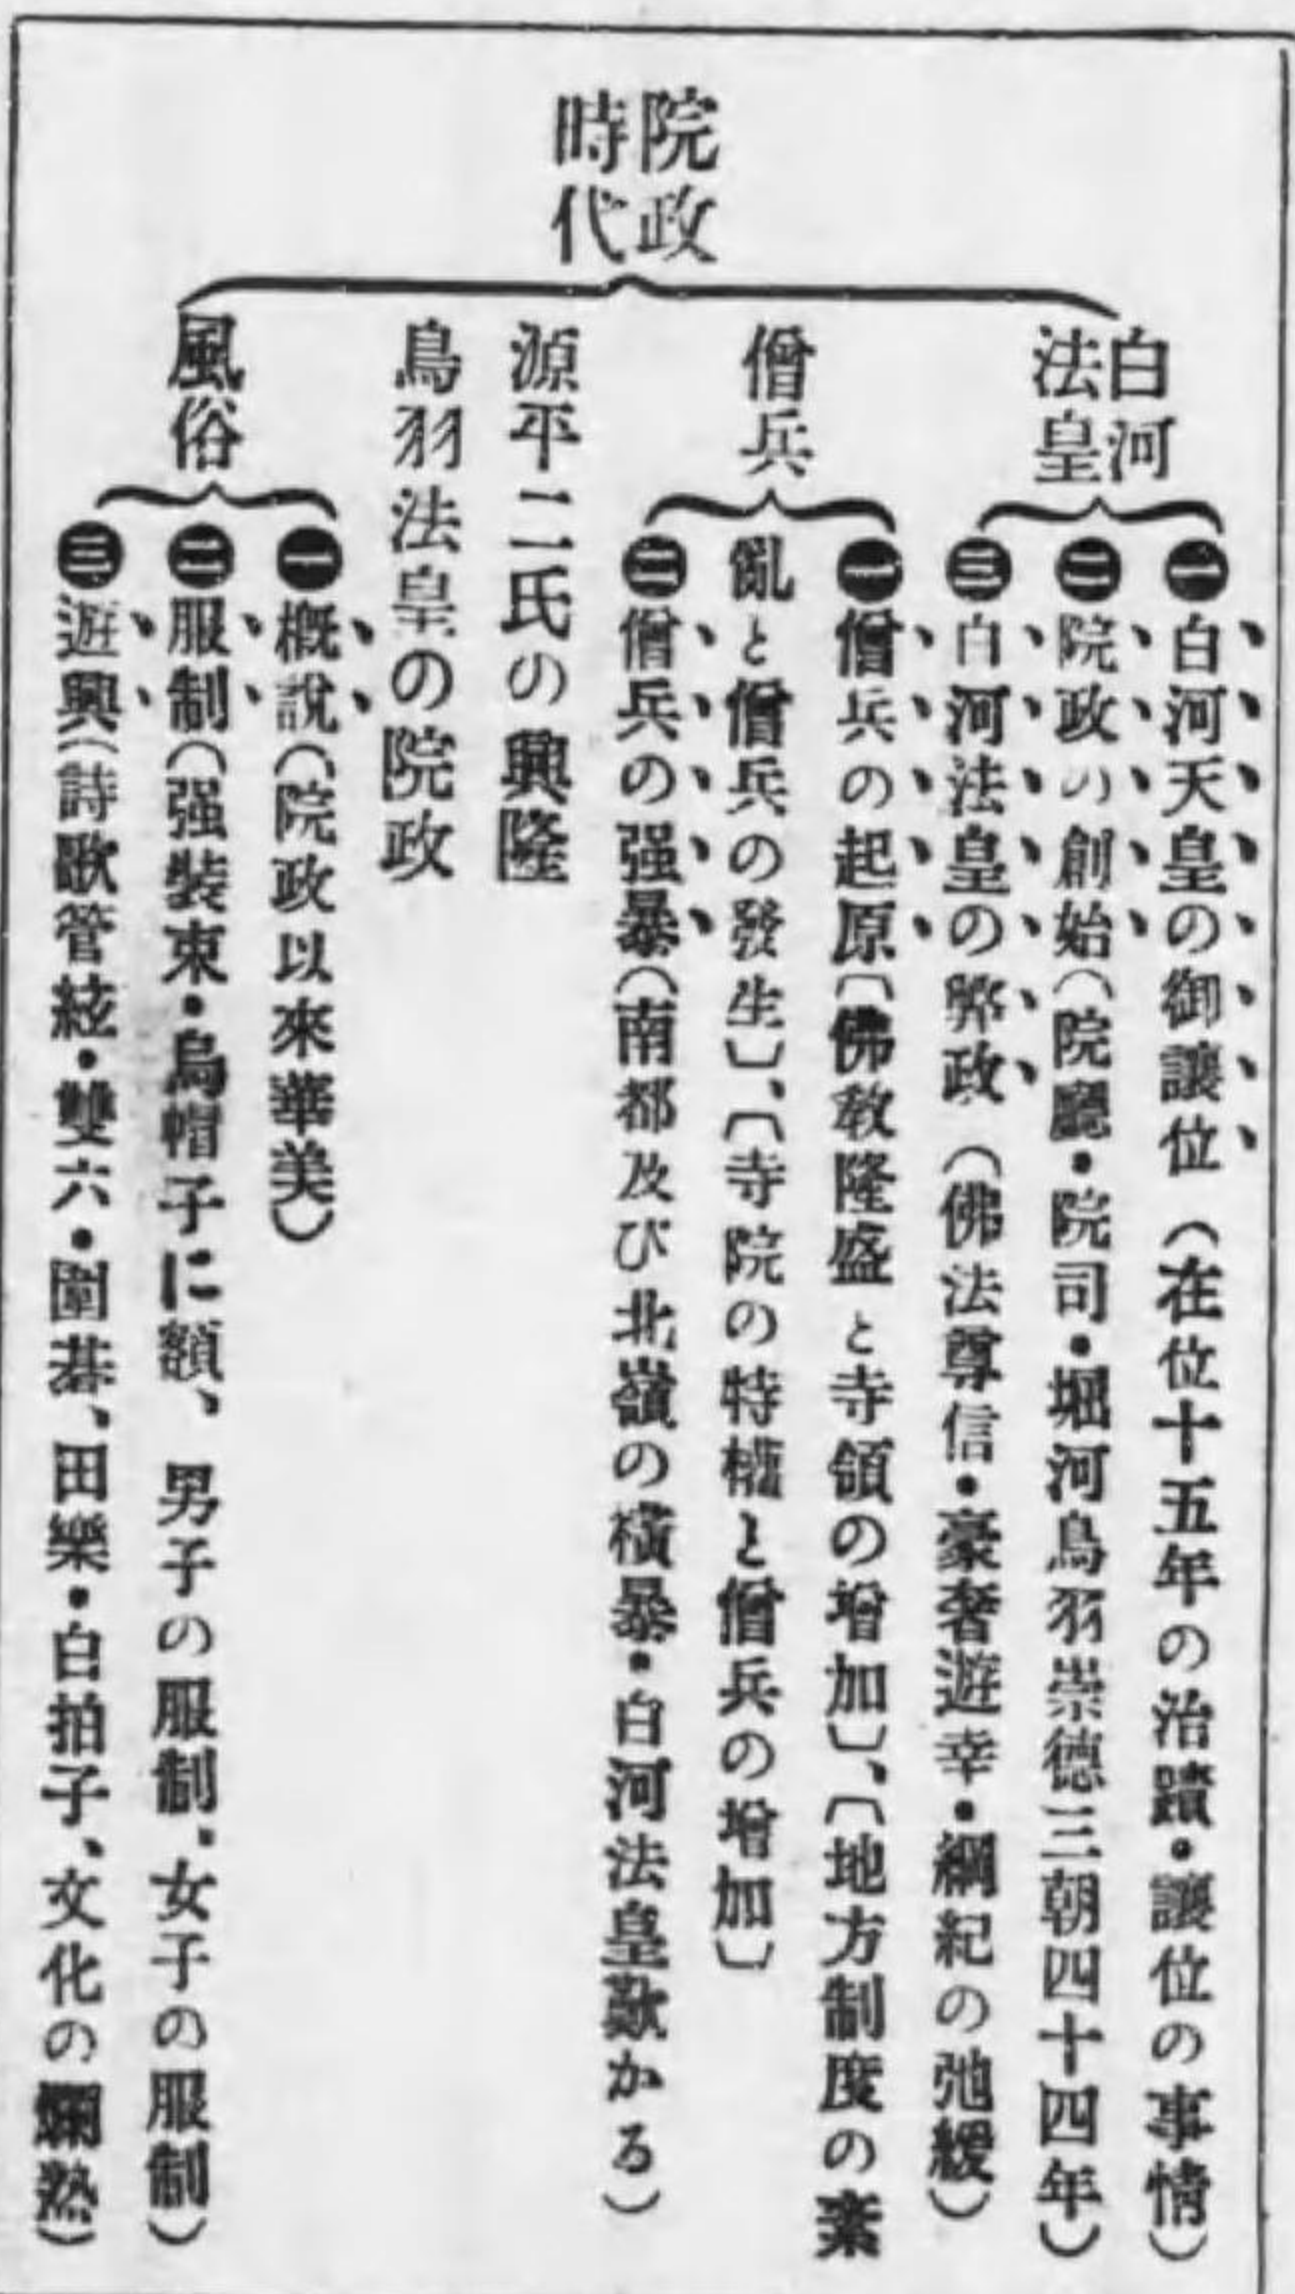 院政
時代
白河
法皇
㊀白河天皇の御讓位(在位十五年の治蹟・讓位の事情)
㊁院政の創始(院廳・院司・堀河鳥羽崇德三朝四十四年)
㊂白河法皇の弊政(佛法尊信・豪奢遊幸・綱紀の弛緩)
僧兵
㊀僧兵の起原〔佛敎隆盛と寺領の增加〕、〔地方制度の紊
亂と僧兵の發生〕、〔寺院の特權と僧兵の增加〕
㊁僧兵の强暴(南都及び北嶺の橫暴・白河法皇歎かる)
源平二氏の興隆
鳥羽法皇の院政
風俗
㊀槪說(院政以來華美)
㊁服制(强裝束・烏帽子に額、男子の服制、女子の服制)
㊂遊興(詩歌管絃・雙六・圍碁、田樂・白拍子、文化の爛熟)